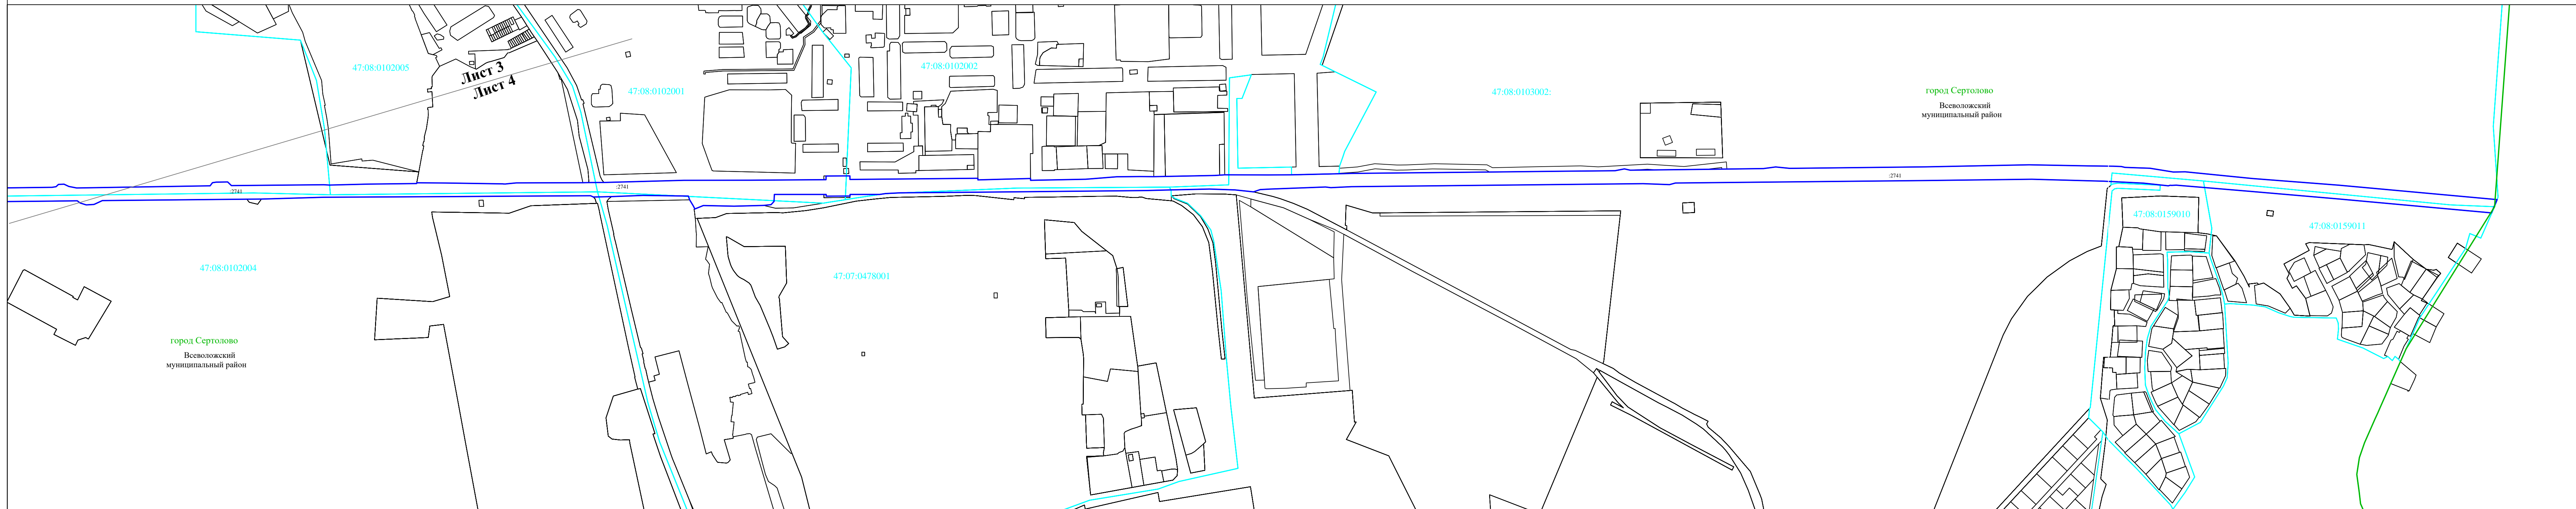 47:08:0102005
Лист 3
Лист 4
47:08:0102001
47:08:0102002
47:08:0103002:
город Сертолово
Всеволожский
муниципальный район
:2741
:2741
:2741
47:08:0159010
47:08:0159011
47:08:0102004
47:07:0478001
город Сертолово
Всеволожский
муниципальный район